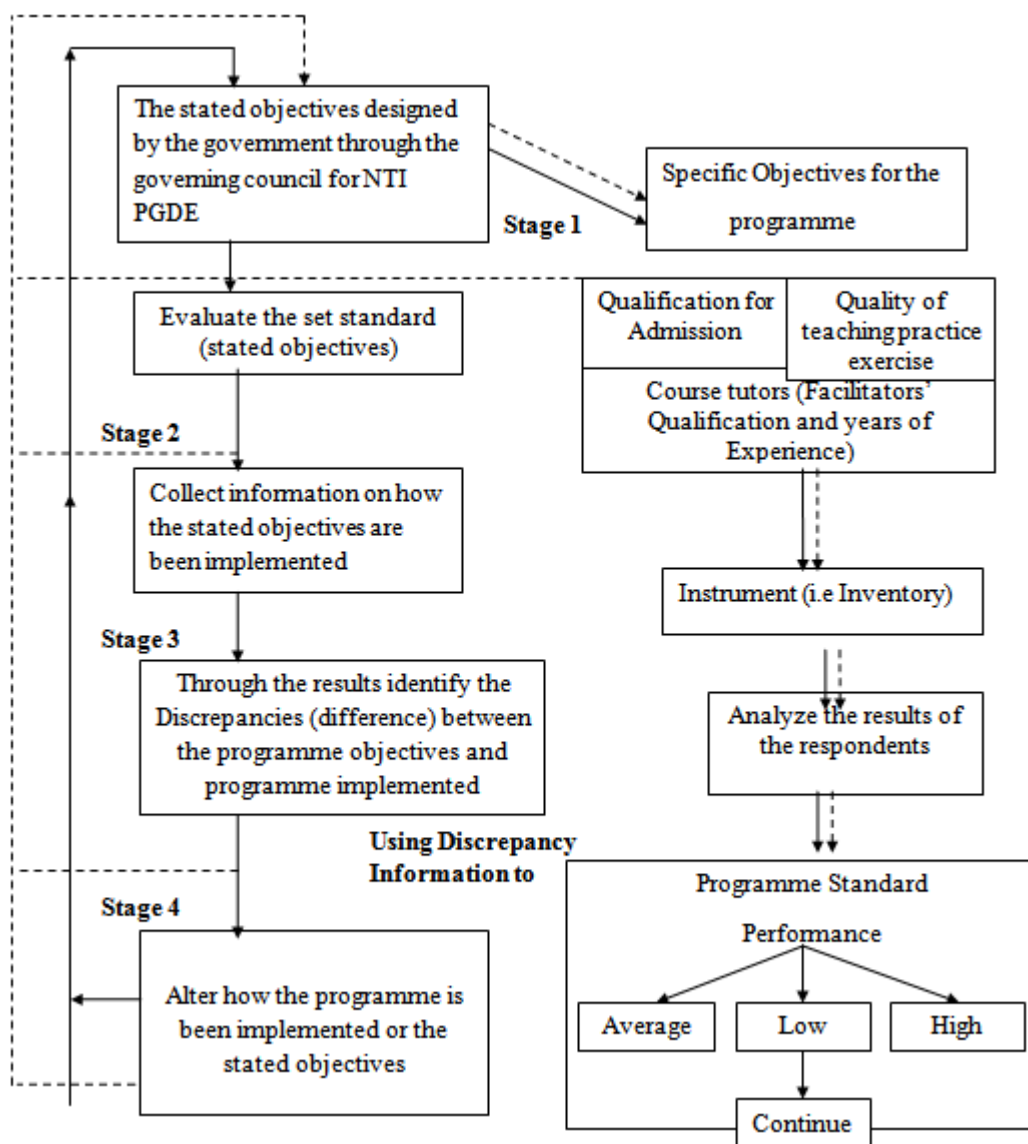 The stated objectives designed
by the government through the
governing council for NTI
PGDE
Stage 1
Specific Objectives for the
programme
Evaluate the set standard
(stated objectives)
Qualification for
Admission
Quality of
teaching practice
exercise
Course tutors (Facilitators’
Qualification and years of
Experience)
Stage 2
Collect information on how
the stated objectives are
been implemented
Instrument (i.e Inventory)
Stage 3
Through the results identify the
Discrepancies (difference) between
the programme objectives and
programme implemented
Analyze the results of
the respondents
Using Discrepancy
Information to
Stage 4
Alter how the programme is
been implemented or the
stated objectives
Programme Standard
Performance
Average
Low
High
Continue